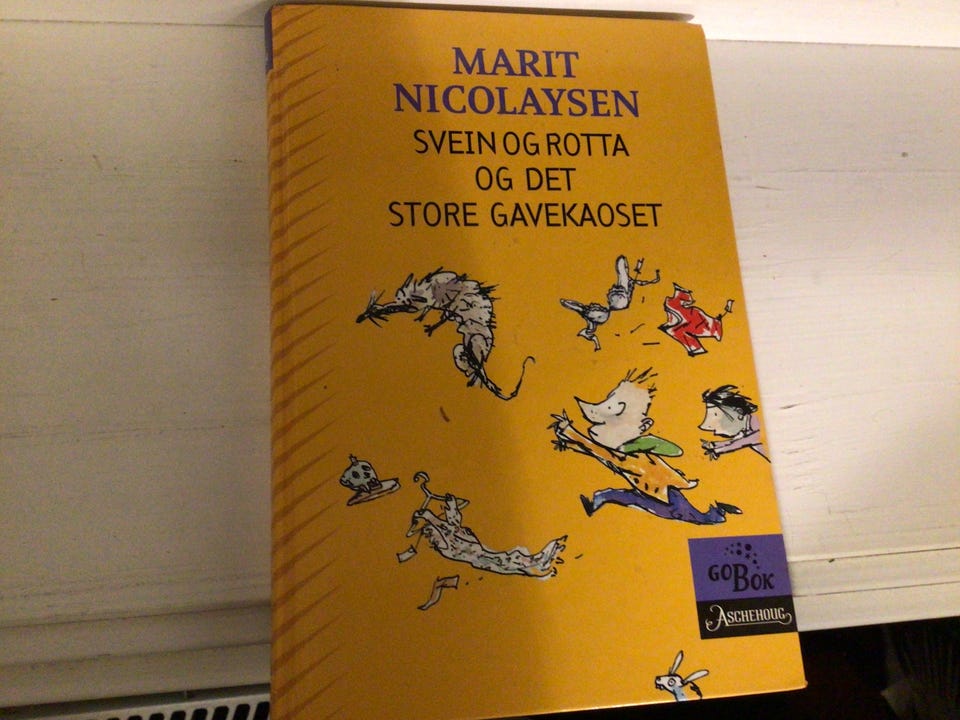 MARIT
NICOLAYSEN
SVEIN OG ROTTA
OG DET
STORE GAVEKAOSET
GO BOK
ASCHEHOUG